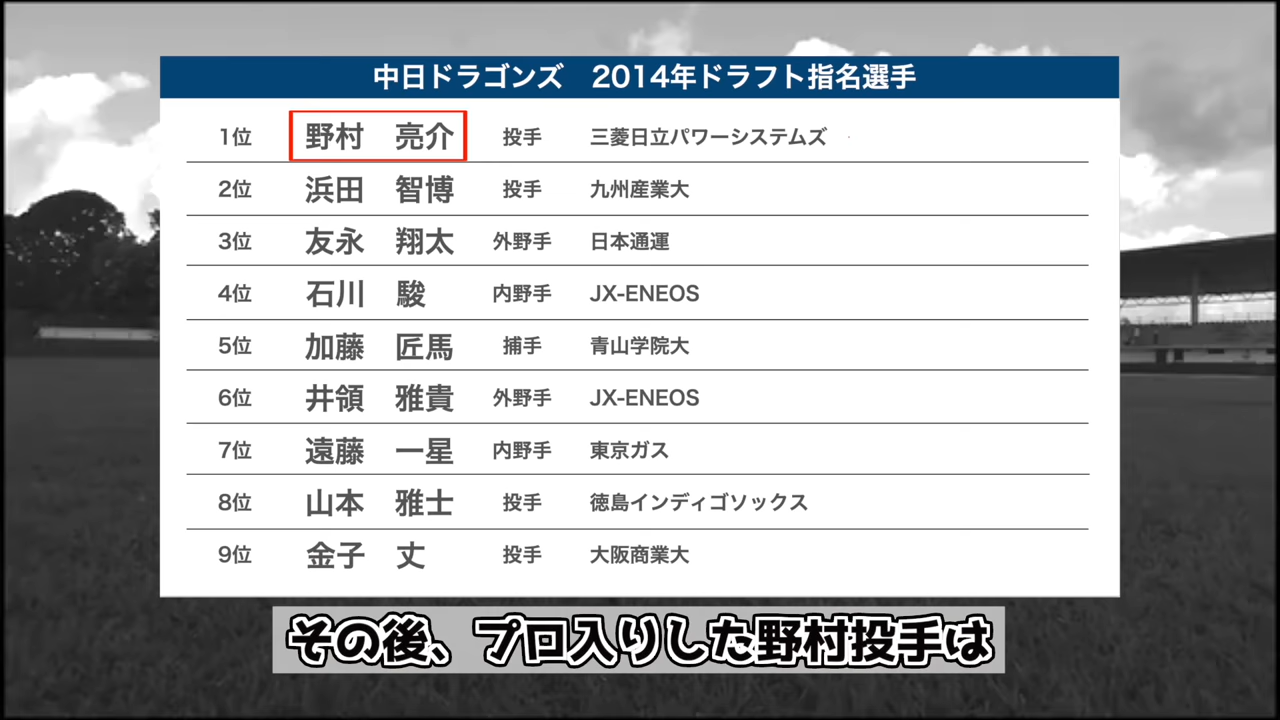 中日ドラゴンズ　2014年ドラフト指名選手
1位 野村 亮介 投手 三菱日立パワーシステムズ
2位 浜田 智博 投手 九州産業大
3位 友永 翔太 外野手 日本通運
4位 石川 駿 内野手 JX-ENEOS
5位 加藤 匠馬 捕手 青山学院大
6位 井領 雅貴 外野手 JX-ENEOS
7位 遠藤 一星 内野手 東京ガス
8位 山本 雅士 投手 徳島インディゴソックス
9位 金子 丈 投手 大阪商業大
その後、プロ入りした野村投手は